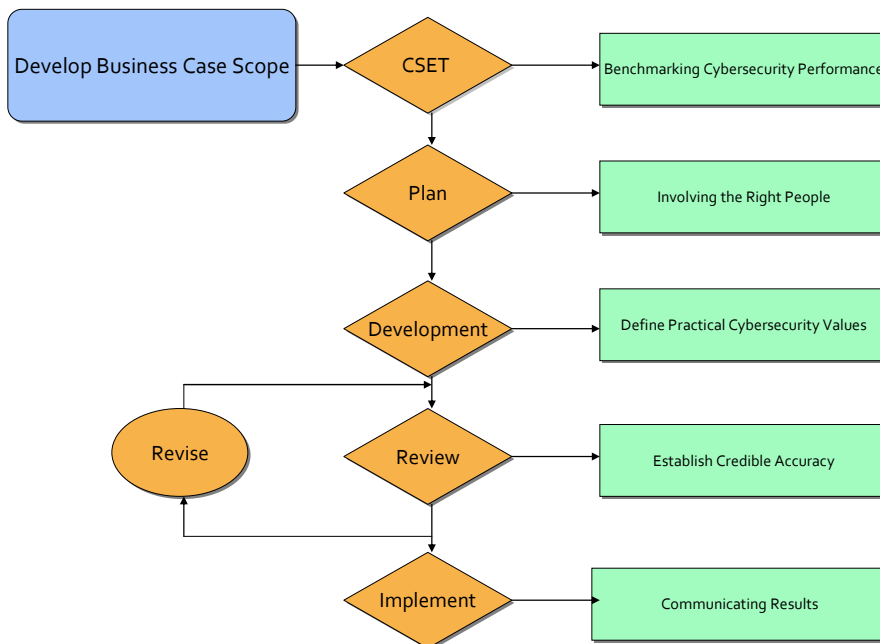 Develop Business Case Scope
CSET
Benchmarking Cybersecurity Performance
Plan
Involving the Right People
Development
Define Practical Cybersecurity Values
Revise
Review
Establish Credible Accuracy
Implement
Communicating Results